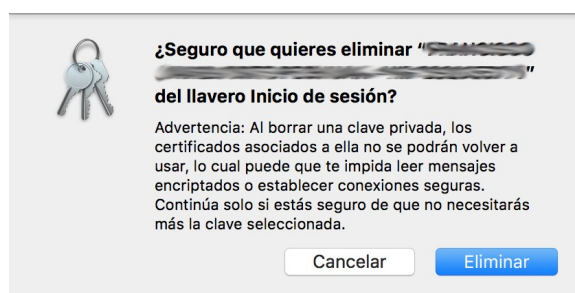 ¿Seguro que quieres eliminar “
”
del llavero Inicio de sesión?
Advertencia: Al borrar una clave privada, los
certificados asociados a ella no se podrán volver a
usar, lo cual puede que te impida leer mensajes
encriptados o establecer conexiones seguras.
Continúa solo si estás seguro de que no necesitarás
más la clave seleccionada.
Cancelar
Eliminar